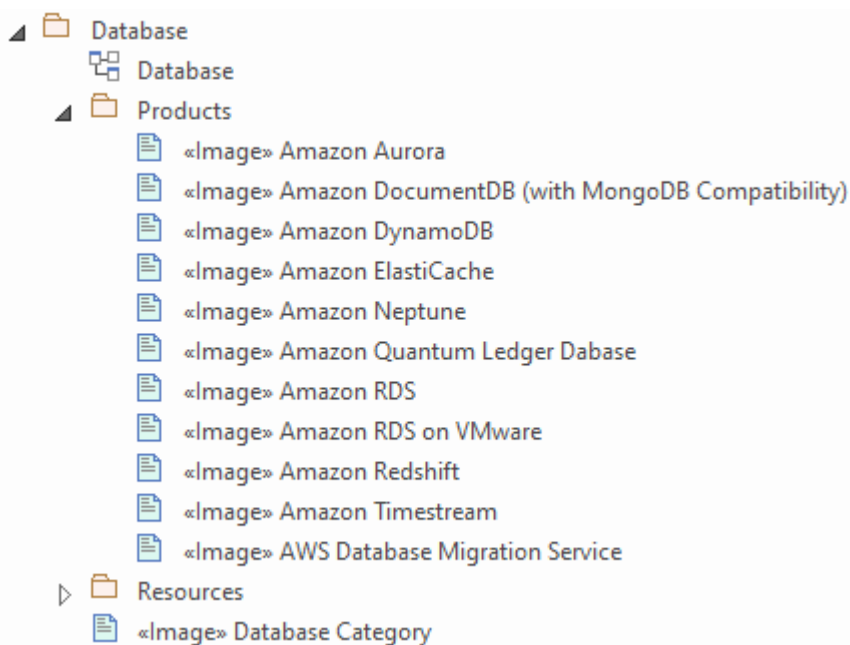 Database
Database
Products
«Image» Amazon Aurora
«Image» Amazon DocumentDB (with MongoDB Compatibility)
«Image» Amazon DynamoDB
«Image» Amazon ElastiCache
«Image» Amazon Neptune
«Image» Amazon Quantum Ledger Dabase
«Image» Amazon RDS
«Image» Amazon RDS on VMware
«Image» Amazon Redshift
«Image» Amazon Timestream
«Image» AWS Database Migration Service
Resources
«Image» Database Category